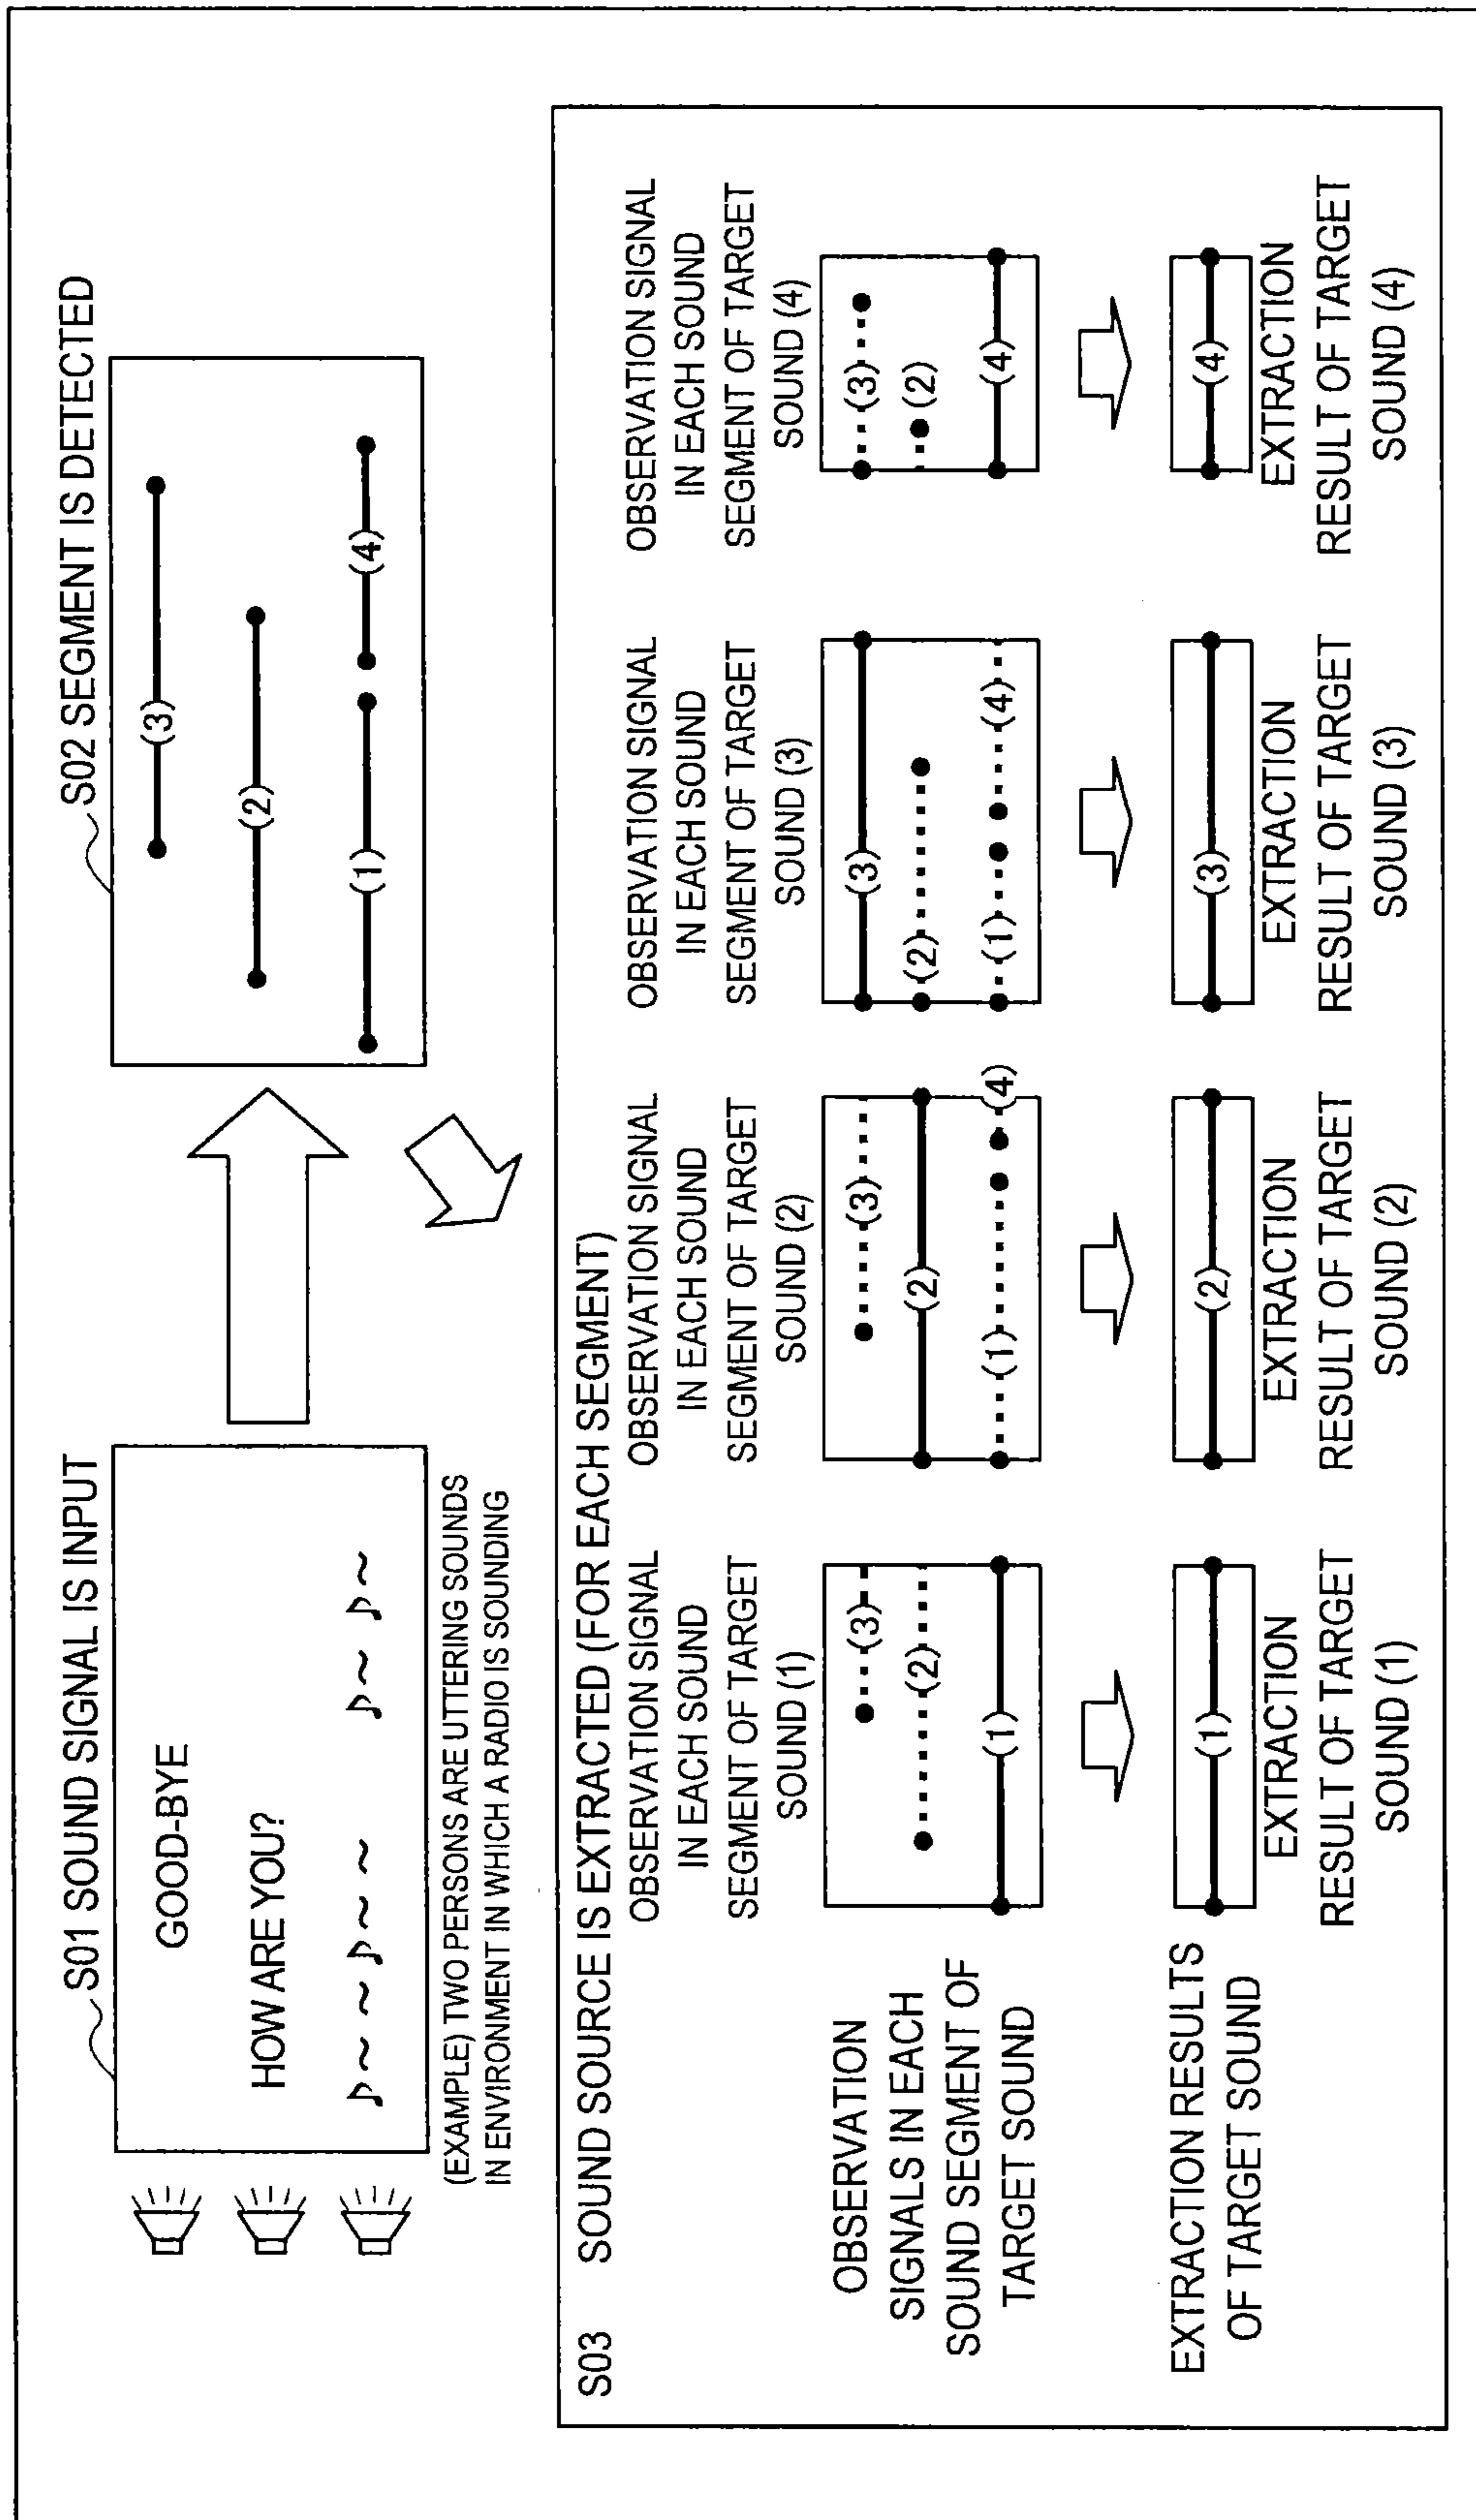 S01 SOUND SIGNAL IS INPUT
GOOD-BYE
HOW ARE YOU?
(EXAMPLE) TWO PERSONS ARE UTTERING SOUNDS
IN ENVIRONMENT IN WHICH A RADIO IS SOUNDING
S02 SEGMENT IS DETECTED
(3)
(2)
(1)
(4)
S03
SOUND SOURCE IS EXTRACTED (FOR EACH SEGMENT)
OBSERVATION
SIGNALS IN EACH
SOUND SEGMENT OF
TARGET SOUND
OBSERVATION SIGNAL
IN EACH SOUND
SEGMENT OF TARGET
SOUND (1)
(3)
(2)
(1)
OBSERVATION SIGNAL
IN EACH SOUND
SEGMENT OF TARGET
SOUND (2)
(3)
(2)
(1)
(4)
OBSERVATION SIGNAL
IN EACH SOUND
SEGMENT OF TARGET
SOUND (3)
(3)
(2)
(1)
(4)
OBSERVATION SIGNAL
IN EACH SOUND
SEGMENT OF TARGET
SOUND (4)
(3)
(2)
(4)
EXTRACTION RESULTS
OF TARGET SOUND
(1)
EXTRACTION
RESULT OF TARGET
SOUND (1)
(2)
EXTRACTION
RESULT OF TARGET
SOUND (2)
(3)
EXTRACTION
RESULT OF TARGET
SOUND (3)
(4)
EXTRACTION
RESULT OF TARGET
SOUND (4)